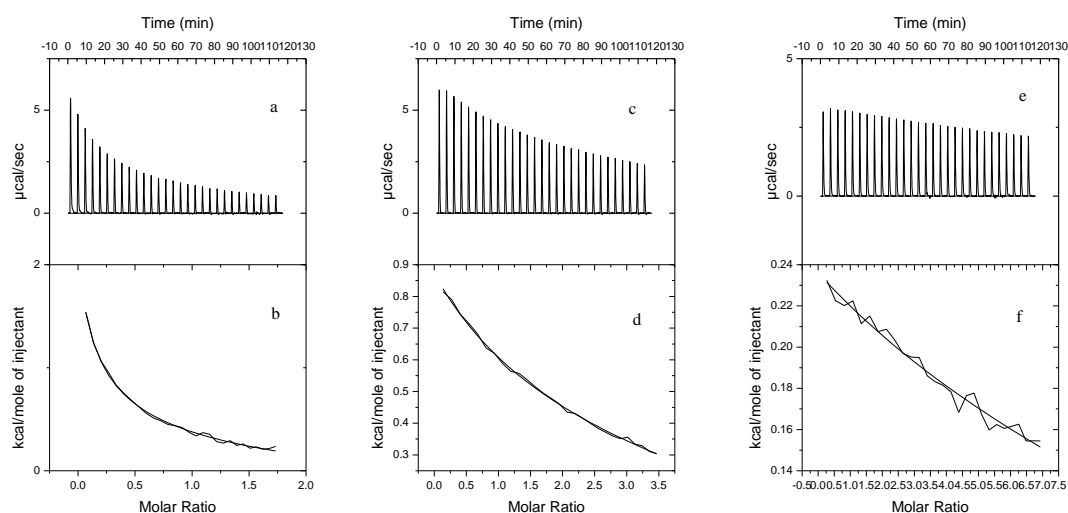 Time (min)
-10 0 10 20 30 40 50 60 70 80 90 100110120130
5
0
µcal/sec
a
2
0
kcal/mole of injectant
b
0.0 0.5 1.0 1.5 2.0
Molar Ratio
Time (min)
-10 0 10 20 30 40 50 60 70 80 90 100110120130
5
0
µcal/sec
c
0.9
0.8
0.7
0.6
0.5
0.4
0.3
kcal/mole of injectant
d
0.0 0.5 1.0 1.5 2.0 2.5 3.0 3.5
Molar Ratio
Time (min)
-10 0 10 20 30 40 50 60 70 80 90 100110120130
5
0
µcal/sec
e
0.24
0.22
0.20
0.18
0.16
0.14
kcal/mole of injectant
f
-0.50.00.51.01.52.02.53.03.54.04.55.05.56.06.57.07.5
Molar Ratio